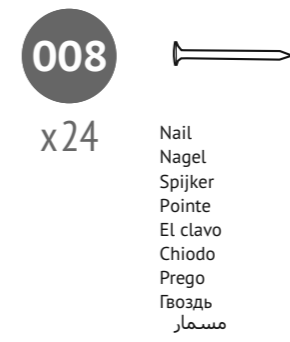 008
x24
Nail
Nagel
Spijker
Pointe
El clavo
Chiodo
Prego
Гвоздь
مسمار